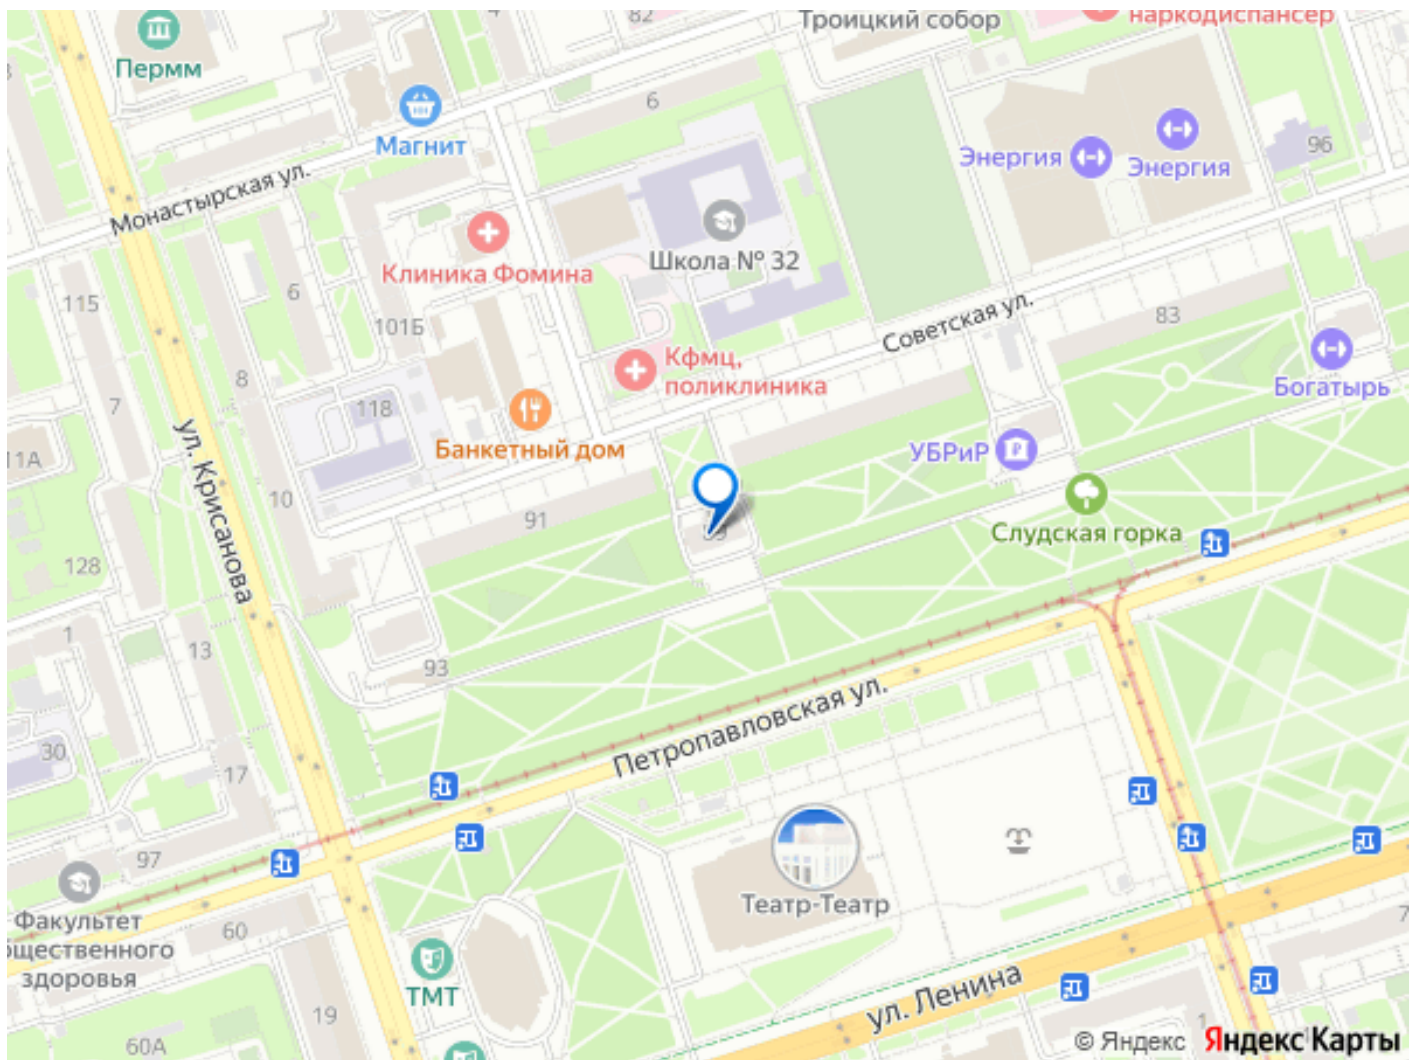 82
Троицкий собор
наркодиспансер
Пермм
6
Магнит
Энергия
Энергия
96
Монастырская ул.
Школа № 32
Клиника Фомина
115
6
101Б
Советская ул.
83
8
Кфмц,
поликлиника
Богатырь
7
118
Банкетный дом
УБРиР
11А
ул. Крисанова
10
91
Слудская горка
128
1
13
93
Петропавловская ул.
30
17
97
Театр-Театр
Факультет
бщественного
здоровья
60
ТМТ
ул. Ленина
19
60А
1
© Яндекс Яндекс Карты